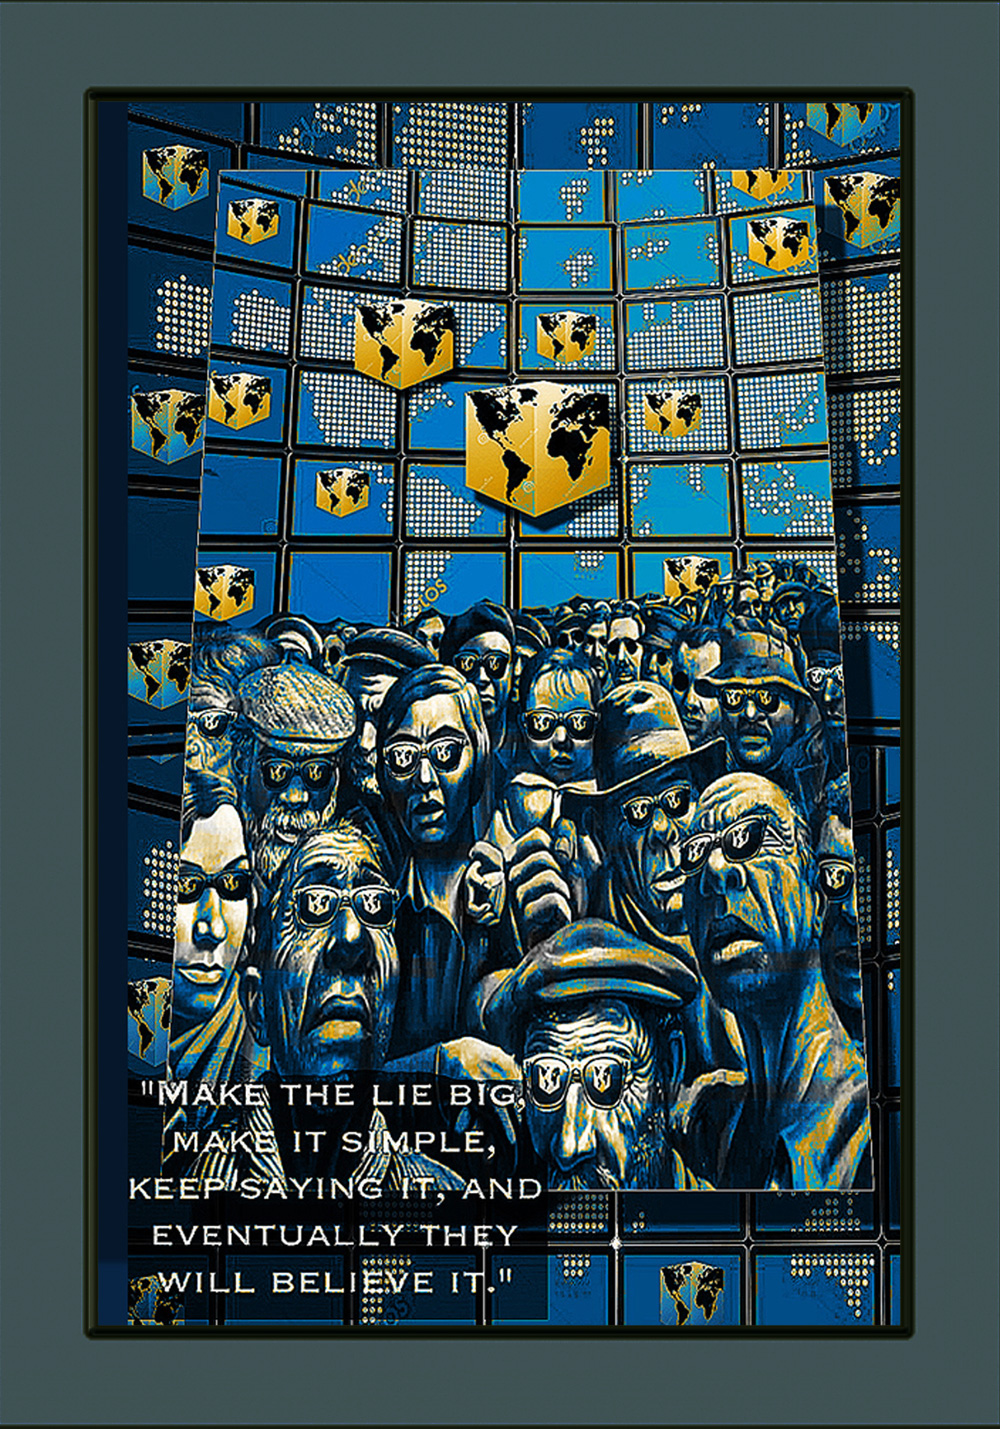 "MAKE THE LIE BIG,
MAKE IT SIMPLE,
KEEP SAYING IT, AND
EVENTUALLY THEY
WILL BELIEVE IT."